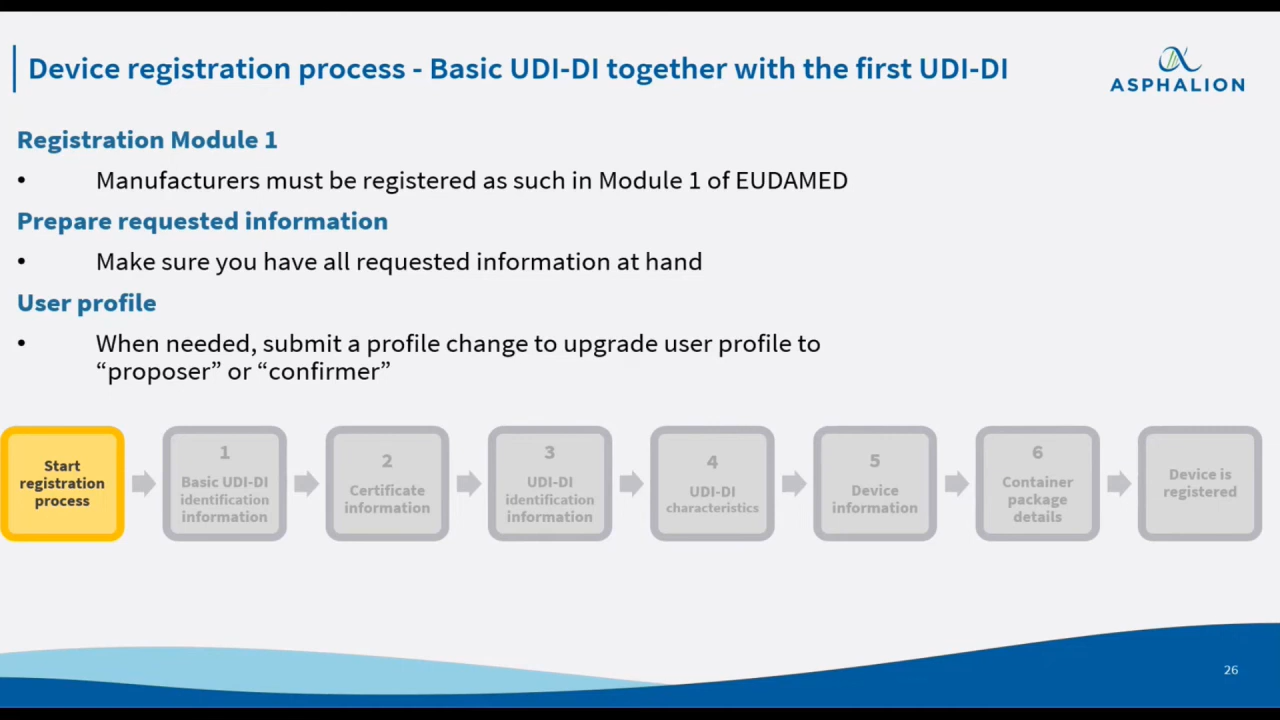 Device registration process - Basic UDI-DI together with the first UDI-DI
ASPHALION
Registration Module 1
• Manufacturers must be registered as such in Module 1 of EUDAMED
Prepare requested information
• Make sure you have all requested information at hand
User profile
• When needed, submit a profile change to upgrade user profile to
“proposer” or “confirmer”
Start
registration
process
1
Basic UDI-DI
identification
information
2
Certificate
information
3
UDI-DI
identification
information
4
UDI-DI
characteristics
5
Device
information
6
Container
package
details
Device is
registered
26